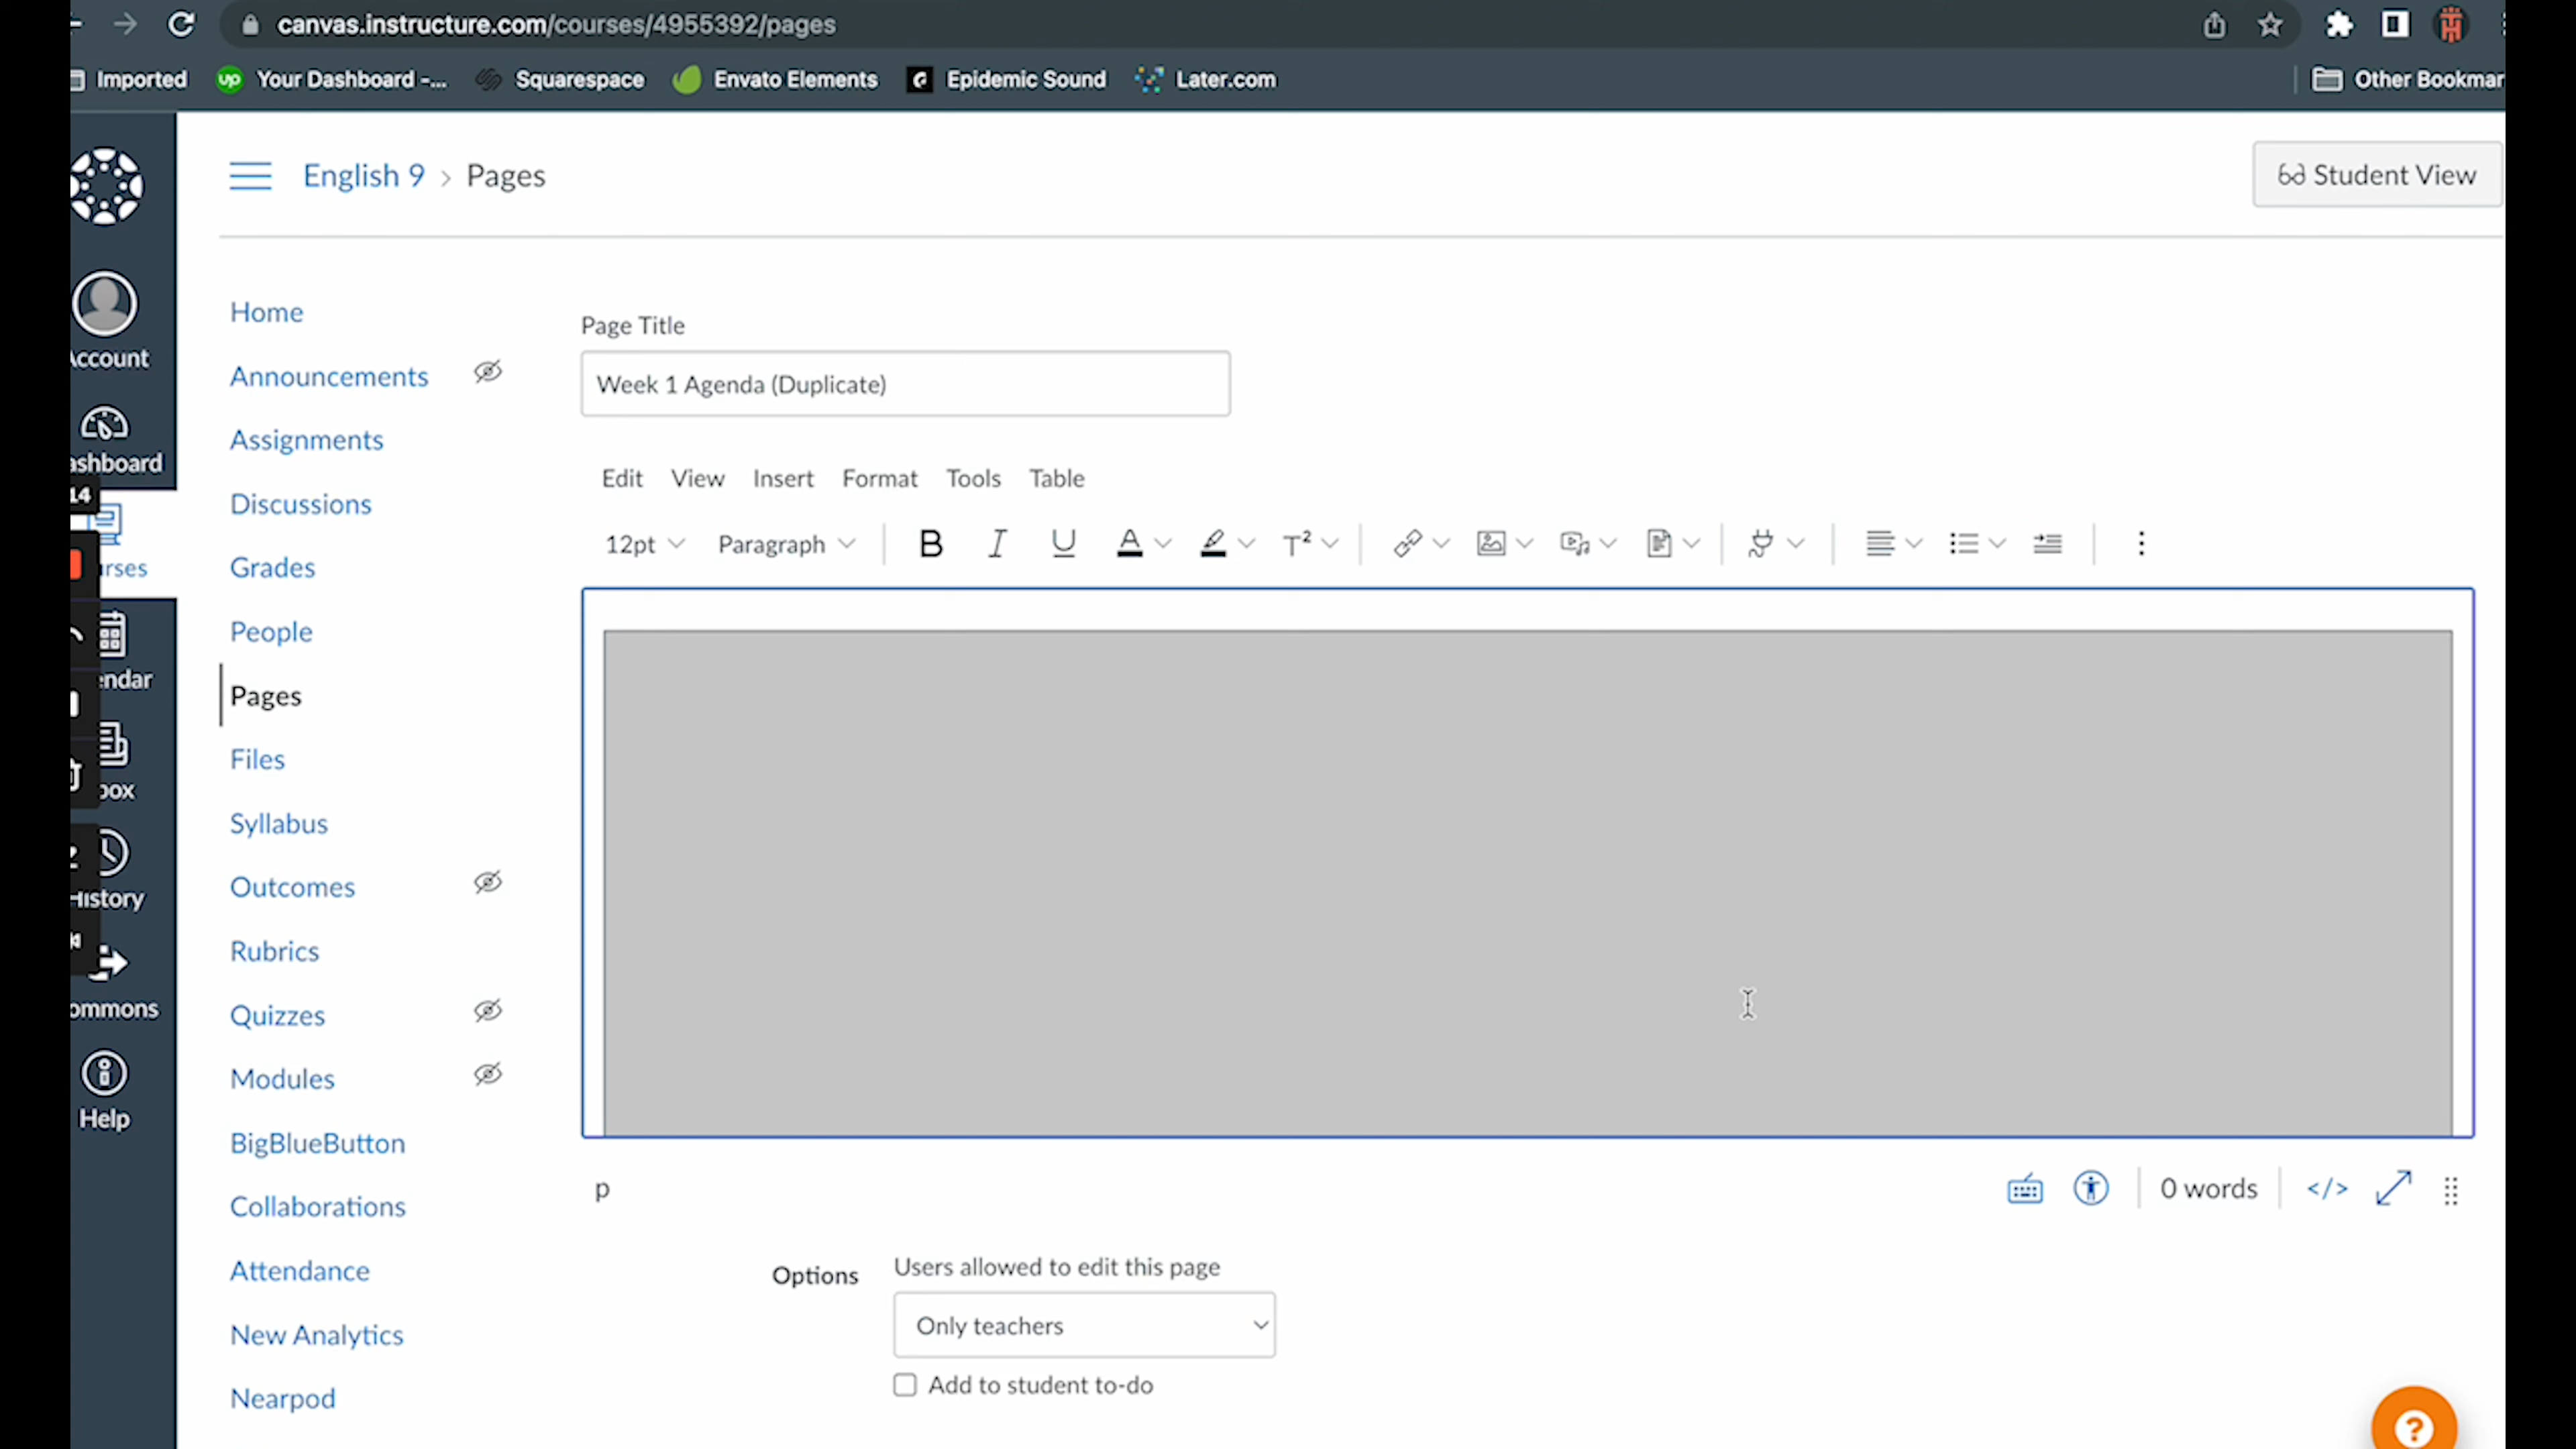 canvas.instructure.com/courses/4955392/pages
Imported
Your Dashboard -...
Squarespace
Envato Elements
Epidemic Sound
Later.com
Other Bookmar
English 9 > Pages
Student View
Account
ashboard
14
rses
endar
box
History
ommons
Help
Home
Announcements
Assignments
Discussions
Grades
People
Pages
Files
Syllabus
Outcomes
Rubrics
Quizzes
Modules
BigBlueButton
Collaborations
Attendance
New Analytics
Nearpod
Page Title
Week 1 Agenda (Duplicate)
Edit View Insert Format Tools Table
12pt Paragraph B I U A T²
p
0 words </>
Options
Users allowed to edit this page
Only teachers
Add to student to-do
?